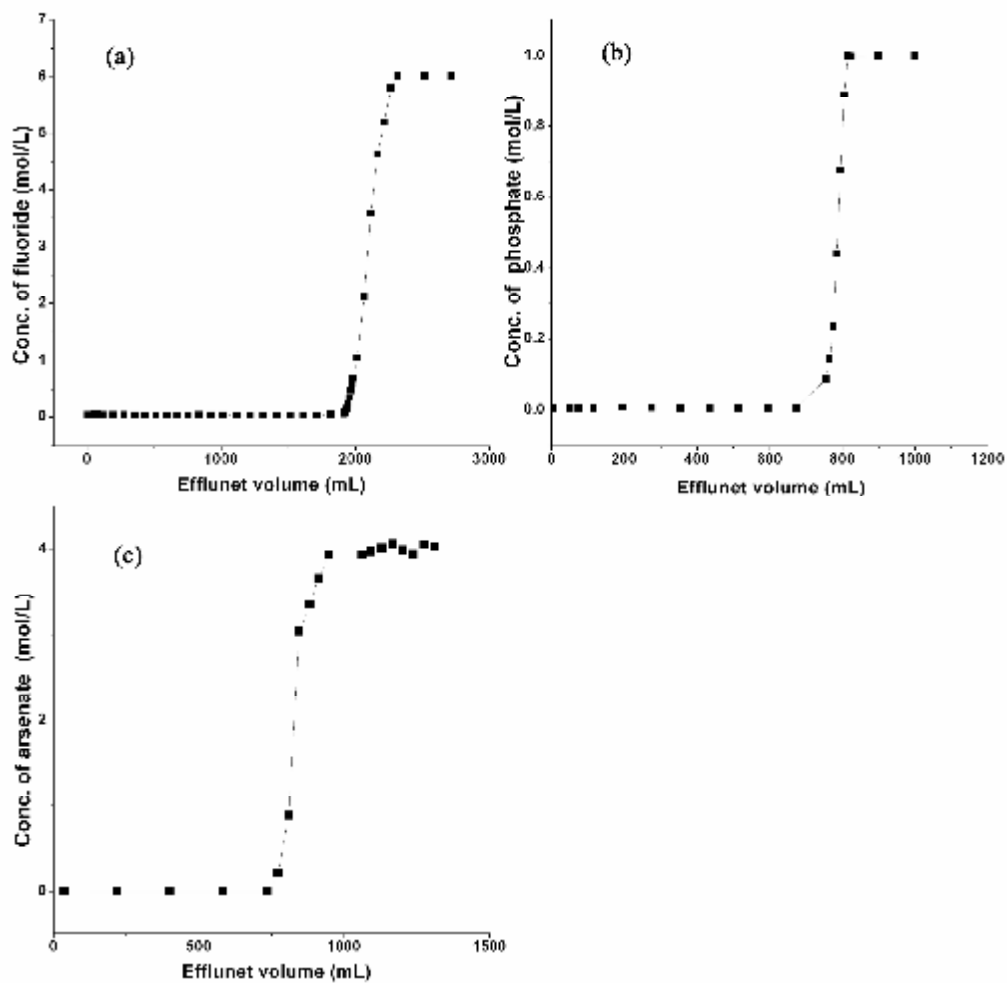 (a)
Conc. of fluoride (mol/L)
7
6
5
4
3
2
1
0
0 1000 2000 3000
Efflunet volume (mL)
(b)
Conc. of phosphate (mol/L)
1.0
0.8
0.6
0.4
0.2
0.0
0 200 400 600 800 1000 1200
Efflunet volume (mL)
(c)
Conc. of arsenate (mol/L)
4
2
0
0 500 1000 1500
Efflunet volume (mL)